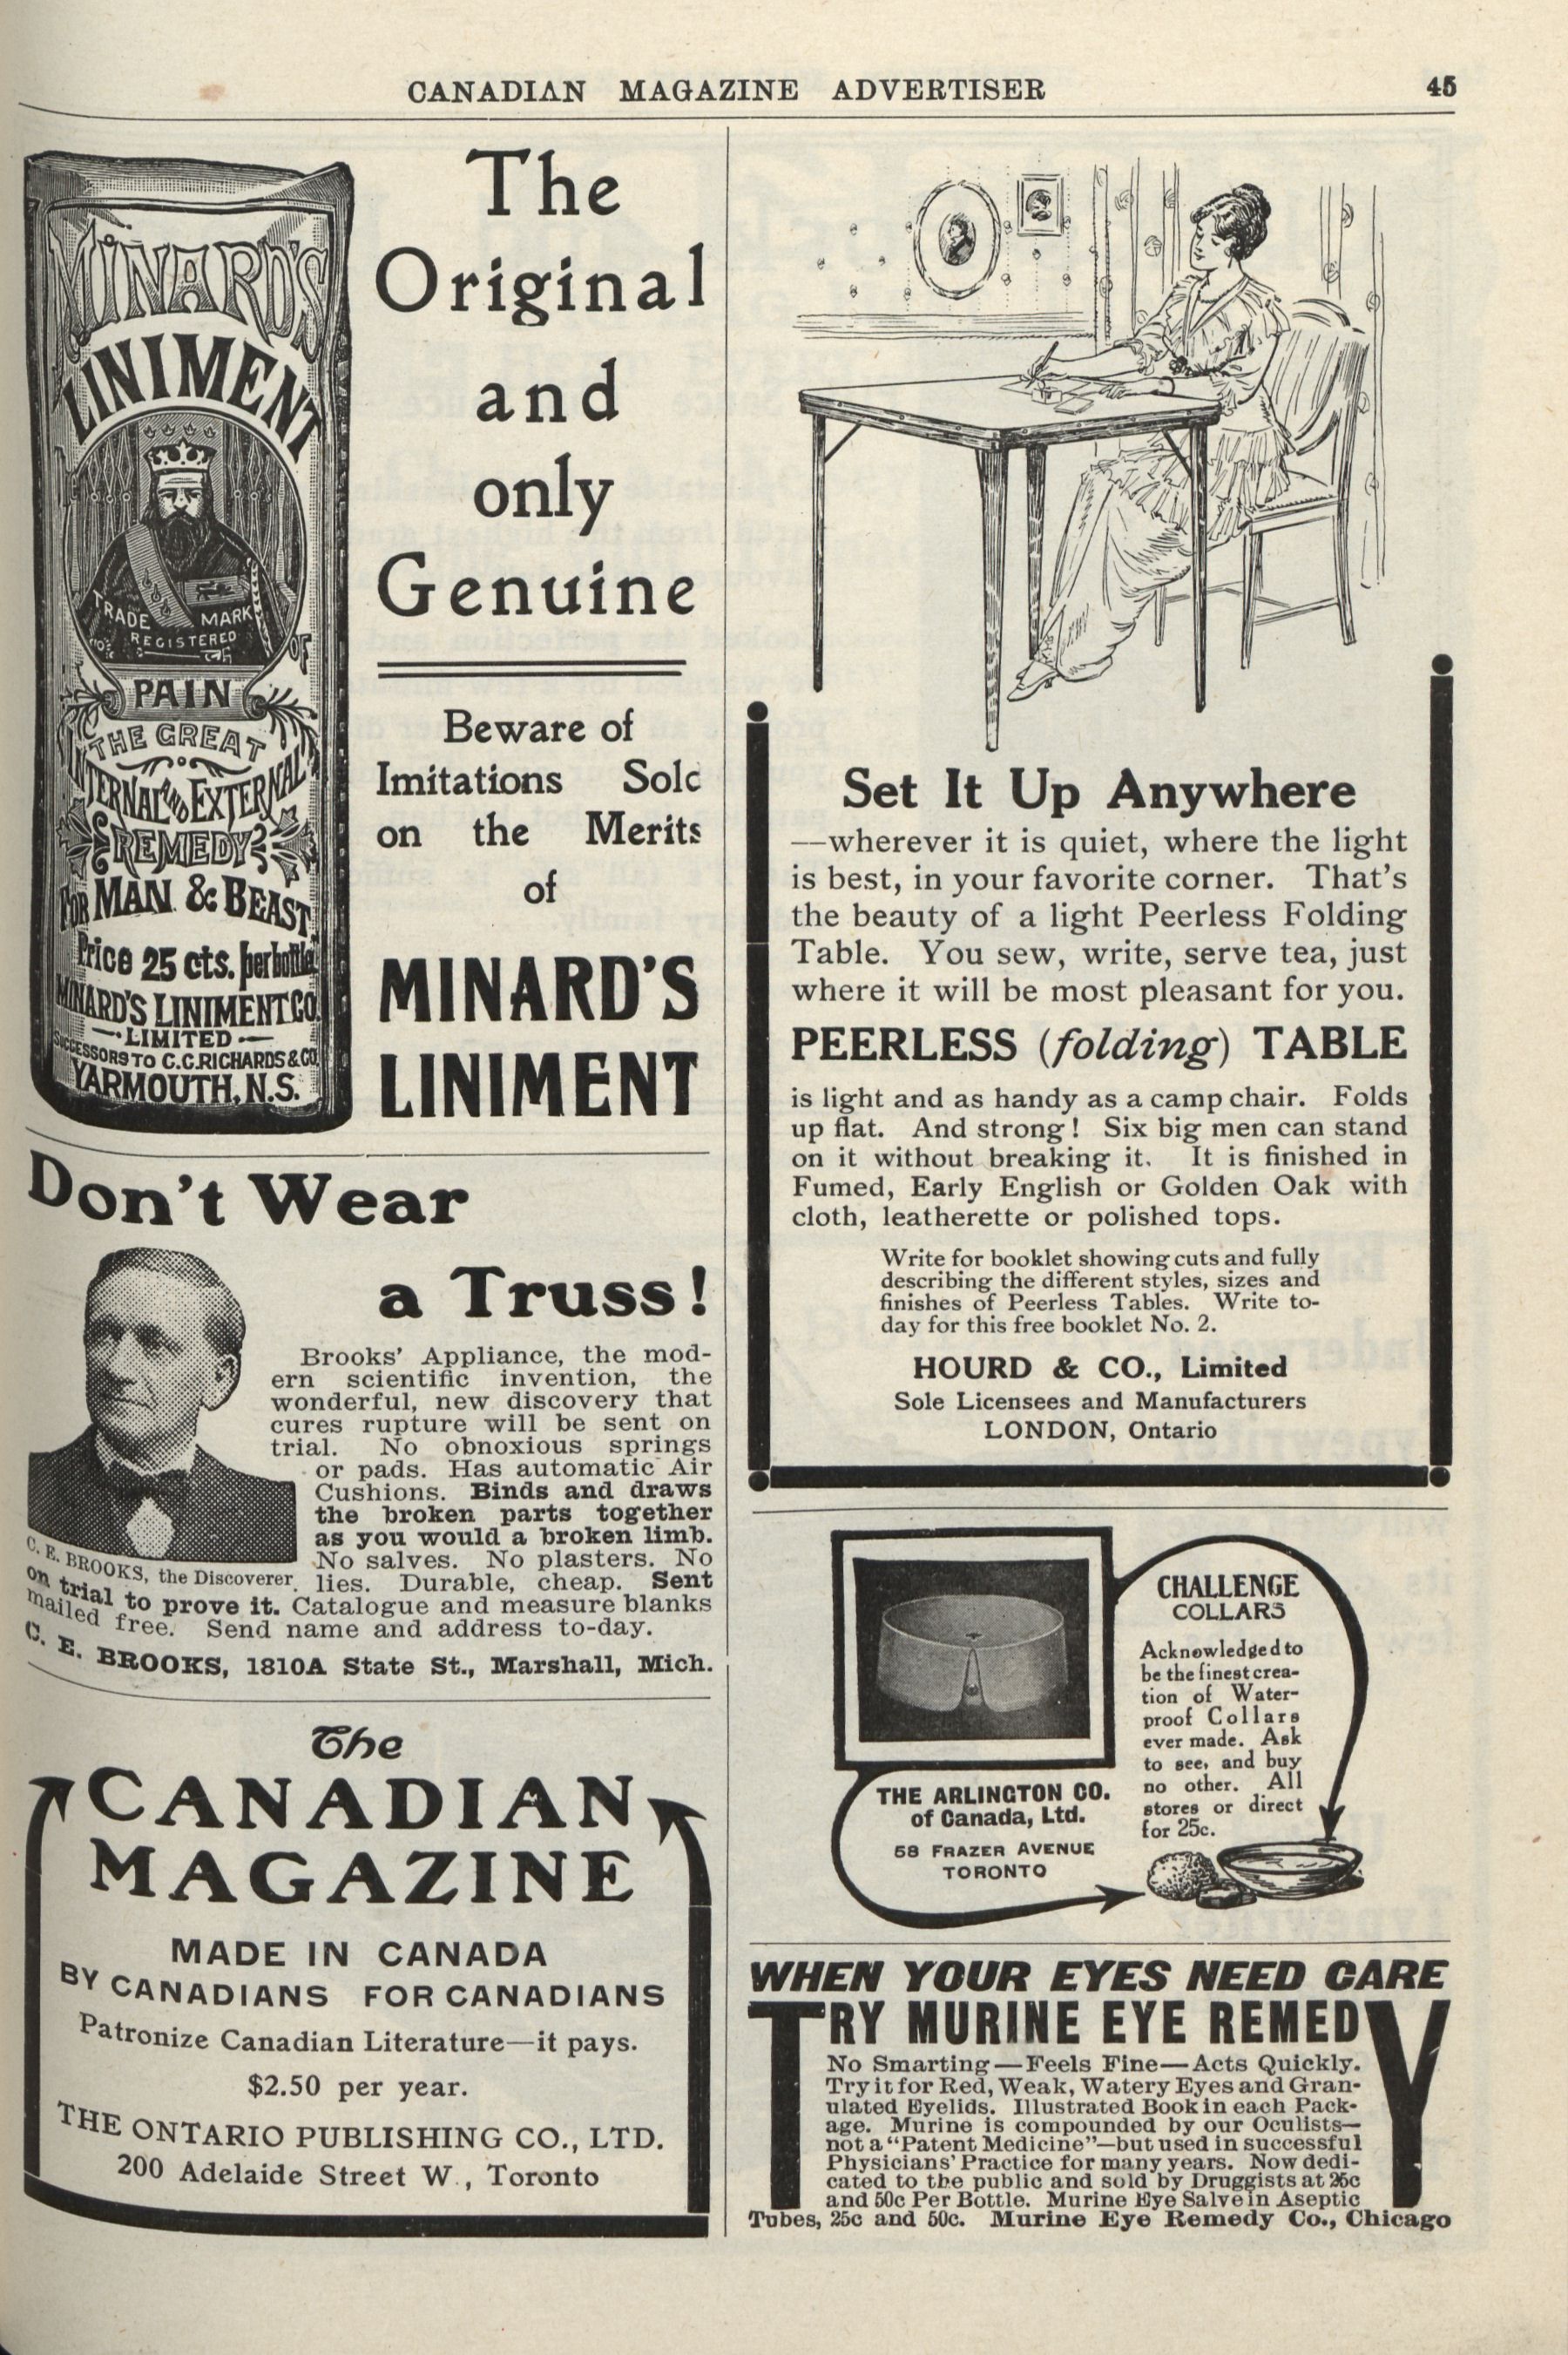 CANADIAN MAGAZINE ADVERTISER 45
MINARD'S
LINIMENT
TRADE MARK
REGISTERED
OF
PAIN
THE GREAT
INTERNAL AND EXTERNAL
REMEDY
FOR MAN & BEAST
Price 25 cts. per bottle
MINARD'S LINIMENT CO.
LIMITED
SUCCESSORS TO C.C. RICHARDS & CO.
YARMOUTH, N.S.
The
Original
and
only
Genuine
Beware of
Imitations Sold
on the Merits
of
MINARD'S
LINIMENT
Don't Wear
a Truss!
Brooks' Appliance, the mod-
ern scientific invention, the
wonderful, new discovery that
cures rupture will be sent on
trial. No obnoxious springs
or pads. Has automatic Air
Cushions. Binds and draws
the broken parts together
as you would a broken limb.
No salves. No plasters. No
C. E. BROOKS, the Discoverer.
lies. Durable, cheap. Sent
on trial to prove it. Catalogue and measure blanks
mailed free. Send name and address to-day.
C. E. BROOKS, 1810A State St., Marshall, Mich.
The
CANADIAN
MAGAZINE
MADE IN CANADA
BY CANADIANS FOR CANADIANS
Patronize Canadian Literature—it pays.
$2.50 per year.
THE ONTARIO PUBLISHING CO., LTD.
200 Adelaide Street W., Toronto
Set It Up Anywhere
—wherever it is quiet, where the light
is best, in your favorite corner. That's
the beauty of a light Peerless Folding
Table. You sew, write, serve tea, just
where it will be most pleasant for you.
PEERLESS (folding) TABLE
is light and as handy as a camp chair. Folds
up flat. And strong! Six big men can stand
on it without breaking it. It is finished in
Fumed, Early English or Golden Oak with
cloth, leatherette or polished tops.
Write for booklet showing cuts and fully
describing the different styles, sizes and
finishes of Peerless Tables. Write to-
day for this free booklet No. 2.
HOURD & CO., Limited
Sole Licensees and Manufacturers
LONDON, Ontario
CHALLENGE
COLLARS
Acknowledged to
be the finest crea-
tion of Water-
proof Collars
ever made. Ask
to see, and buy
no other. All
stores or direct
for 25c.
THE ARLINGTON CO.
of Canada, Ltd.
58 FRAZER AVENUE
TORONTO
WHEN YOUR EYES NEED CARE
TRY MURINE EYE REMEDY
No Smarting—Feels Fine—Acts Quickly.
Try it for Red, Weak, Watery Eyes and Gran-
ulated Eyelids. Illustrated Book in each Pack-
age. Murine is compounded by our Oculists—
not a "Patent Medicine"—but used in successful
Physicians' Practice for many years. Now dedi-
cated to the public and sold by Druggists at 25c
and 50c Per Bottle. Murine Eye Salve in Aseptic
Tubes, 25c and 50c. Murine Eye Remedy Co., Chicago